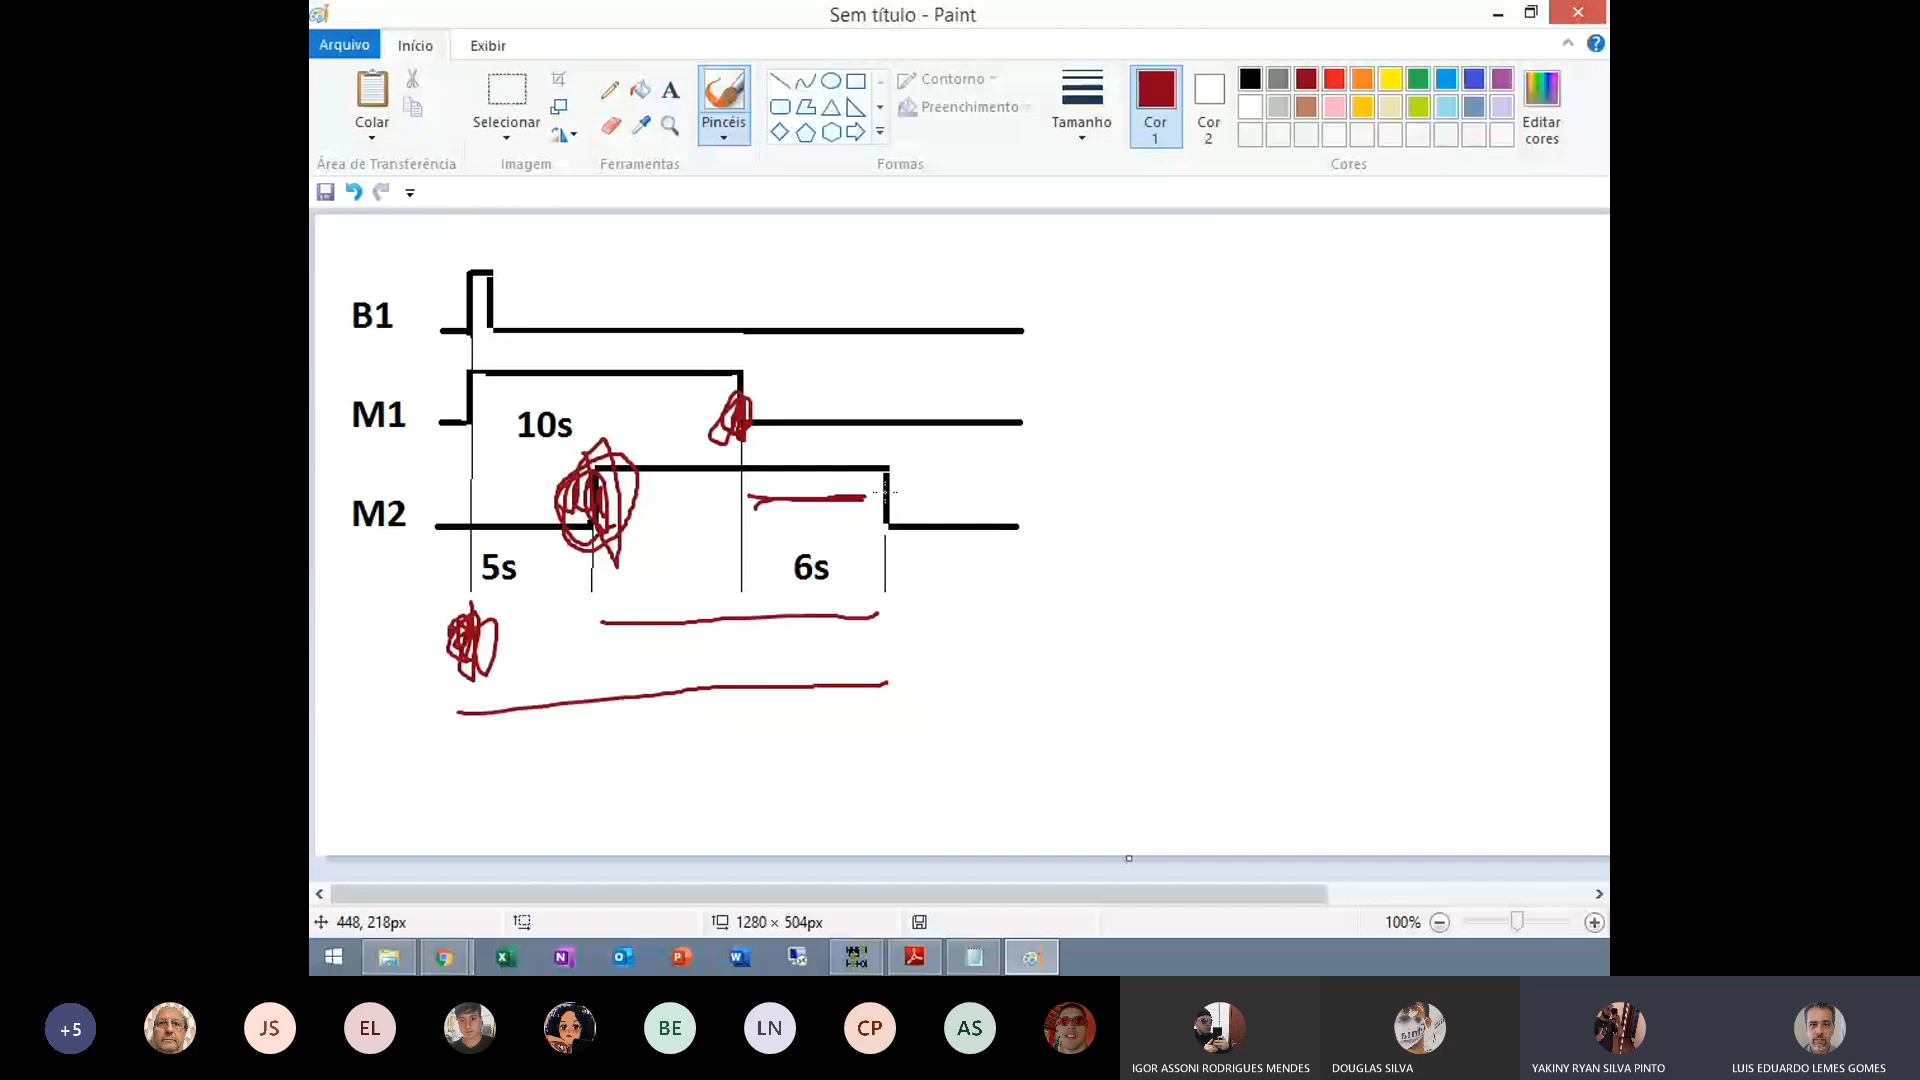 Sem título - Paint
Arquivo
Início
Exibir
Colar
Selecionar
A
Pincéis
Contorno
Preenchimento
Tamanho
Cor
1
Cor
2
Editar
cores
Área de Transferência
Imagem
Ferramentas
Formas
Cores
B1
M1
10s
M2
5s
6s
448, 218px
1280 × 504px
100%
+5
JS
EL
BE
LN
CP
AS
IGOR ASSONI RODRIGUES MENDES
DOUGLAS SILVA
YAKINY RYAN SILVA PINTO
LUIS EDUARDO LEMES GOMES